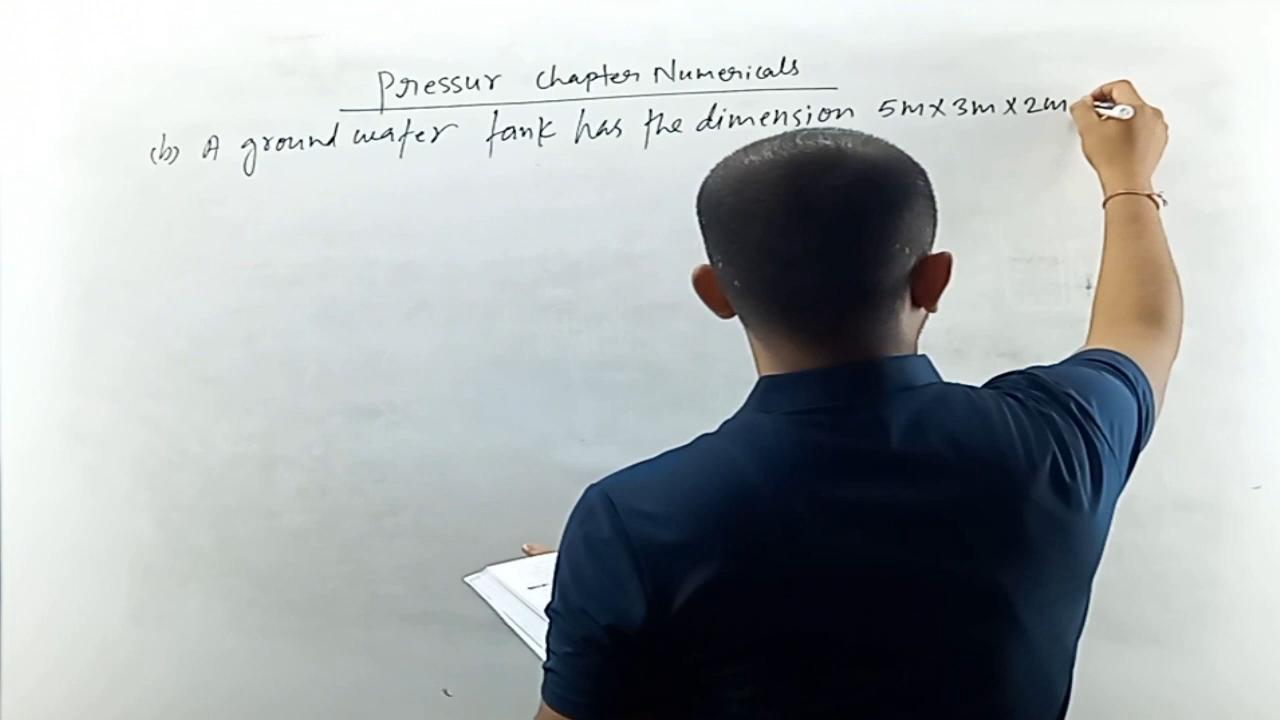 Pressur Chapter Numericals
(b) A ground water tank has the dimension 5m×3m×2m